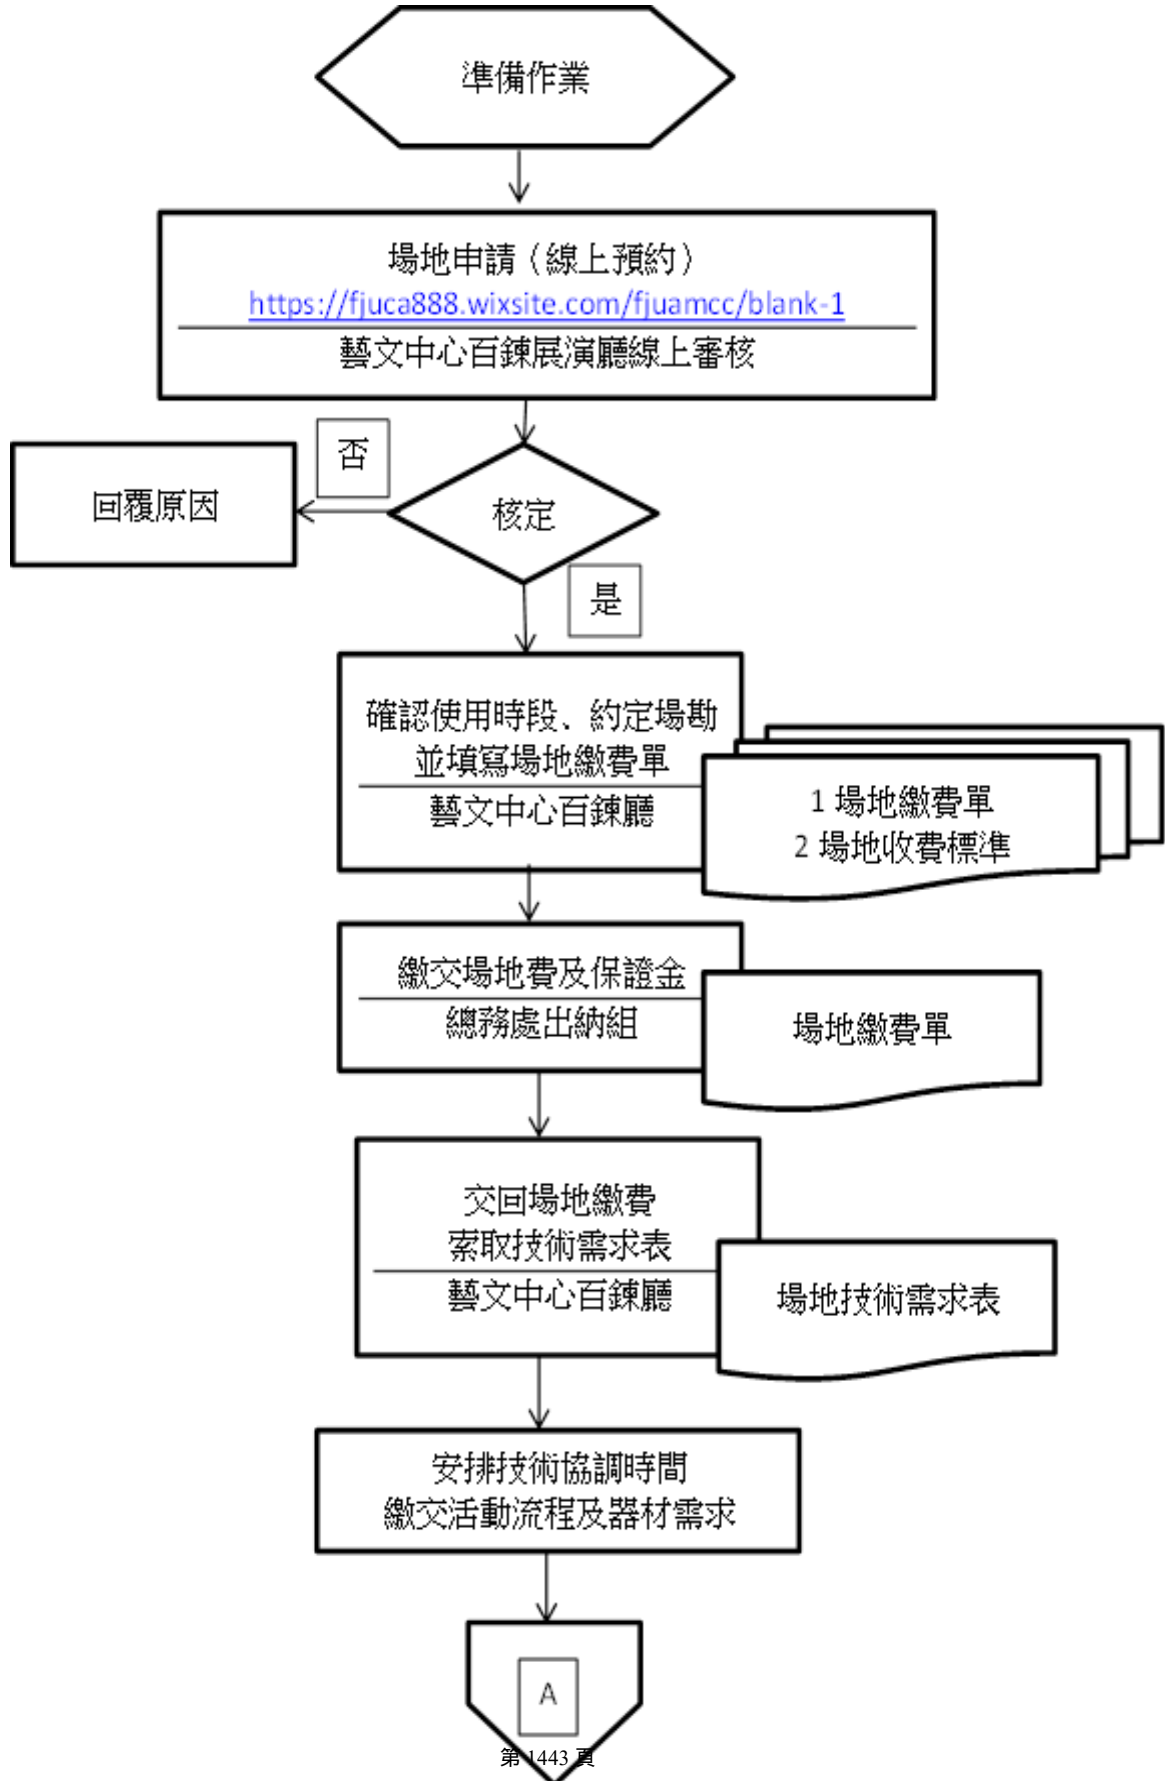 準備作業
場地申請（線上預約）
https://fjuca888.wixsite.com/fjuamcc/blank-1
藝文中心百鍊展演廳線上審核
否
回覆原因
核定
是
確認使用時段、約定場勘
並填寫場地繳費單
藝文中心百鍊廳
1 場地繳費單
2 場地收費標準
繳交場地費及保證金
總務處出納組
場地繳費單
交回場地繳費
索取技術需求表
藝文中心百鍊廳
場地技術需求表
安排技術協調時間
繳交活動流程及器材需求
A
第 1443 頁